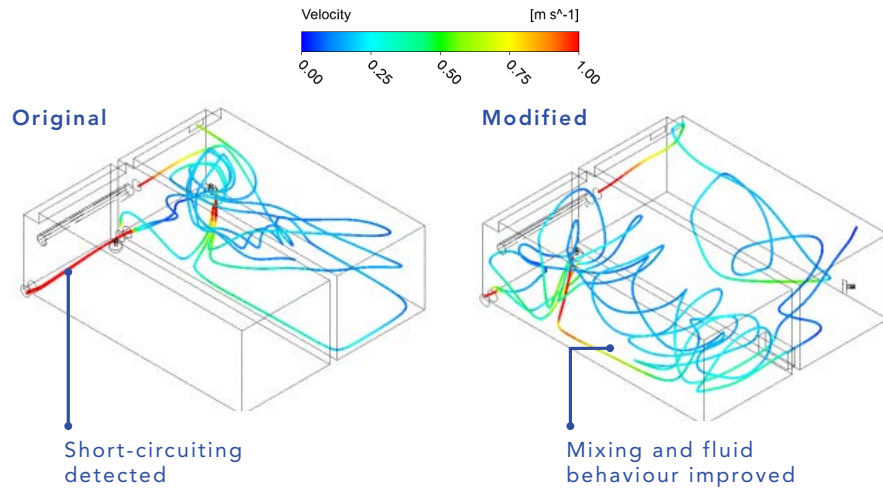 Velocity [m s^-1]
0.00 0.25 0.50 0.75 1.00
Original
Modified
Short-circuiting
detected
Mixing and fluid
behaviour improved